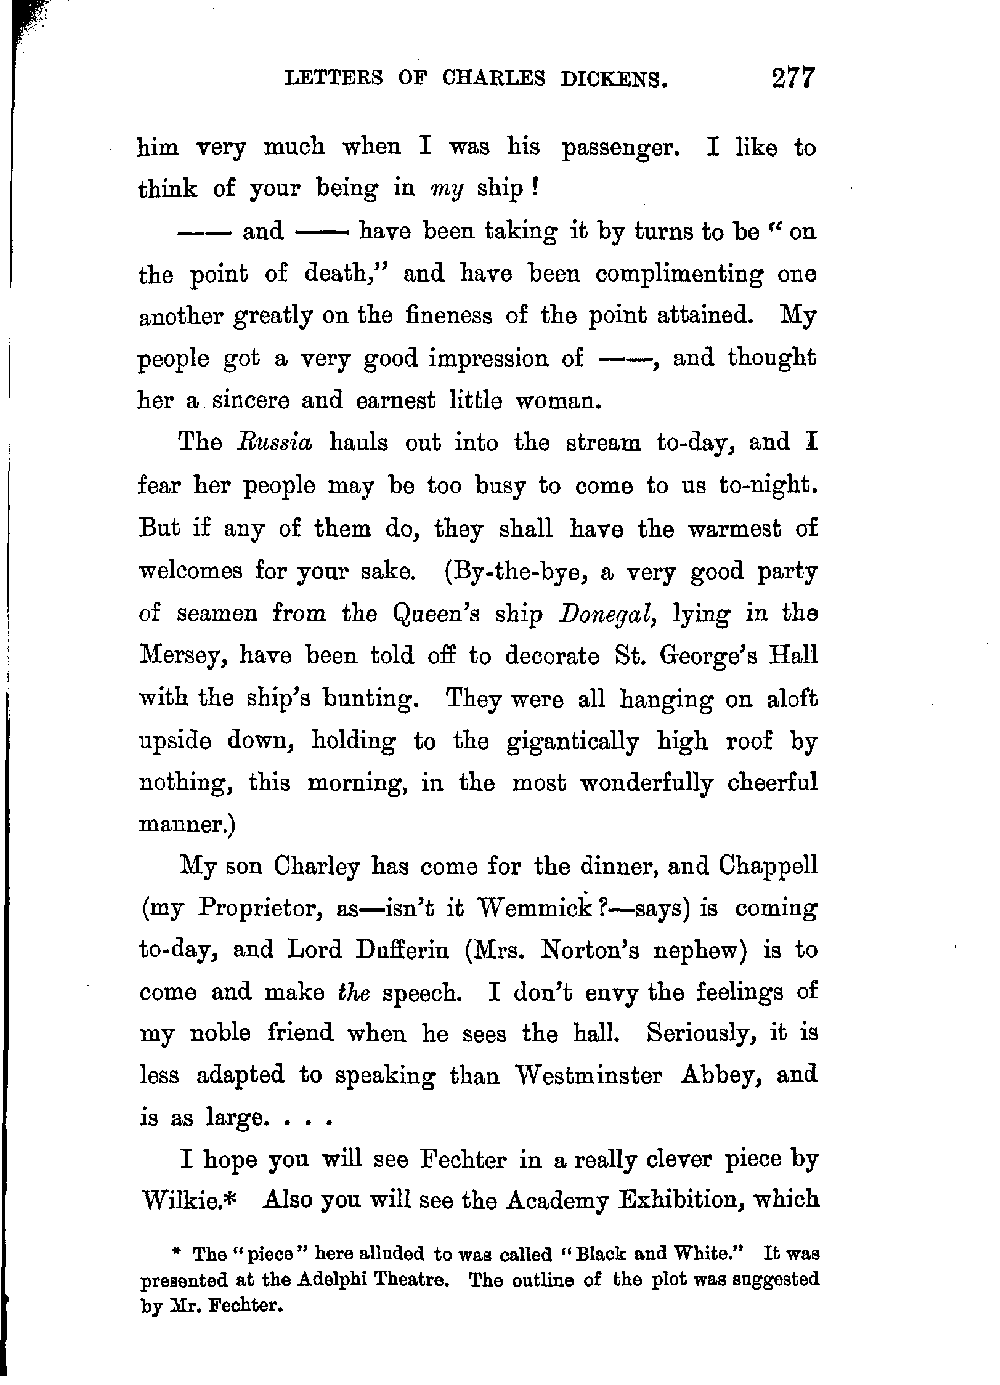 LETTERS OF CHARLES DICKENS. 277
him very much when I was his passenger. I like to
think of your being in my ship!
—— and —— have been taking it by turns to be “on
the point of death,” and have been complimenting one
another greatly on the fineness of the point attained. My
people got a very good impression of ——, and thought
her a sincere and earnest little woman.
The Russia hauls out into the stream to-day, and I
fear her people may be too busy to come to us to-night.
But if any of them do, they shall have the warmest of
welcomes for your sake. (By-the-bye, a very good party
of seamen from the Queen’s ship Donegal, lying in the
Mersey, have been told off to decorate St. George’s Hall
with the ship’s bunting. They were all hanging on aloft
upside down, holding to the gigantically high roof by
nothing, this morning, in the most wonderfully cheerful
manner.)
My son Charley has come for the dinner, and Chappell
(my Proprietor, as—isn’t it Wemmick?—says) is coming
to-day, and Lord Dufferin (Mrs. Norton’s nephew) is to
come and make the speech. I don’t envy the feelings of
my noble friend when he sees the hall. Seriously, it is
less adapted to speaking than Westminster Abbey, and
is as large. . . .
I hope you will see Fechter in a really clever piece by
Wilkie.* Also you will see the Academy Exhibition, which
* The “piece” here alluded to was called “Black and White.” It was
presented at the Adelphi Theatre. The outline of the plot was suggested
by Mr. Fechter.